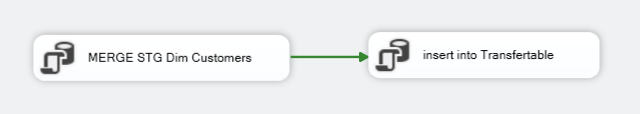 MERGE STG Dim Customers
insert into Transfertable